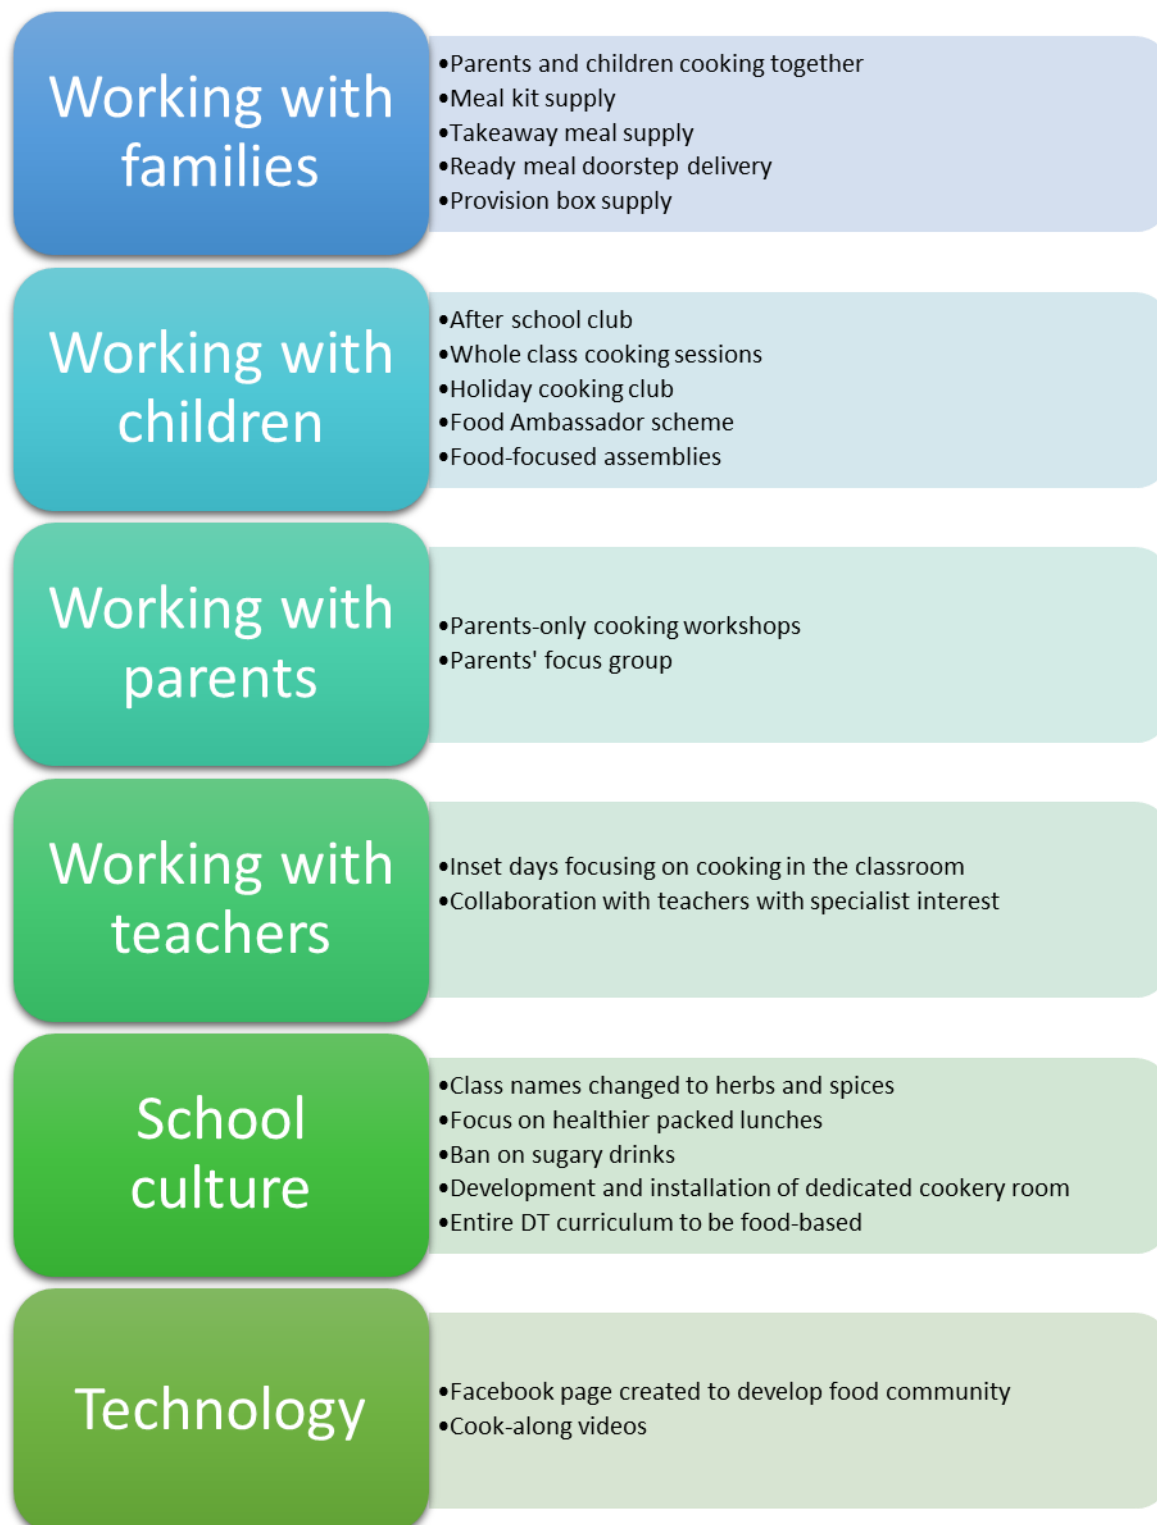 Working with
families
•Parents and children cooking together
•Meal kit supply
•Takeaway meal supply
•Ready meal doorstep delivery
•Provision box supply
Working with
children
•After school club
•Whole class cooking sessions
•Holiday cooking club
•Food Ambassador scheme
•Food-focused assemblies
Working with
parents
•Parents-only cooking workshops
•Parents' focus group
Working with
teachers
•Inset days focusing on cooking in the classroom
•Collaboration with teachers with specialist interest
School
culture
•Class names changed to herbs and spices
•Focus on healthier packed lunches
•Ban on sugary drinks
•Development and installation of dedicated cookery room
•Entire DT curriculum to be food-based
Technology
•Facebook page created to develop food community
•Cook-along videos